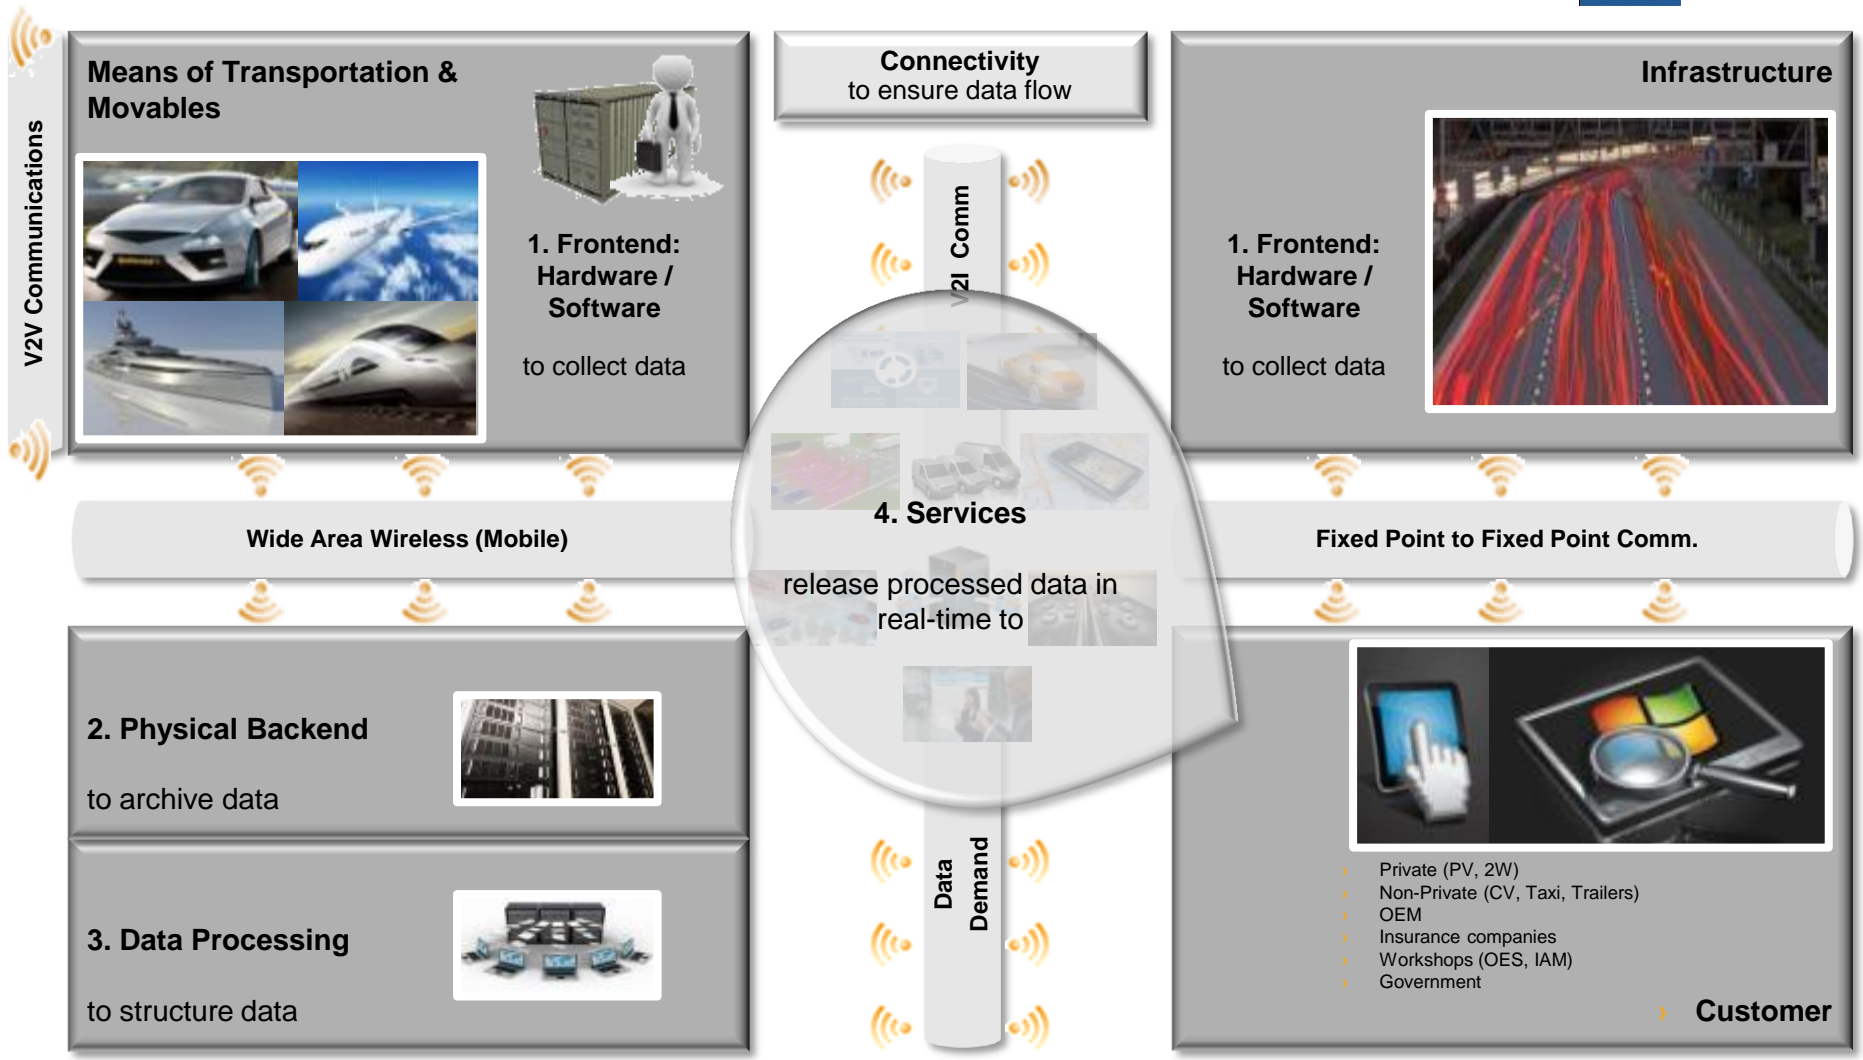 Means of Transportation &
Movables
Connectivity
to ensure data flow
Infrastructure
V2V Communications
1. Frontend:
Hardware /
Software
to collect data
V2I Comm
1. Frontend:
Hardware /
Software
to collect data
Wide Area Wireless (Mobile)
4. Services
release processed data in
real-time to
Fixed Point to Fixed Point Comm.
2. Physical Backend
to archive data
3. Data Processing
to structure data
Data
Demand
Private (PV, 2W)
Non-Private (CV, Taxi, Trailers)
OEM
Insurance companies
Workshops (OES, IAM)
Government
Customer